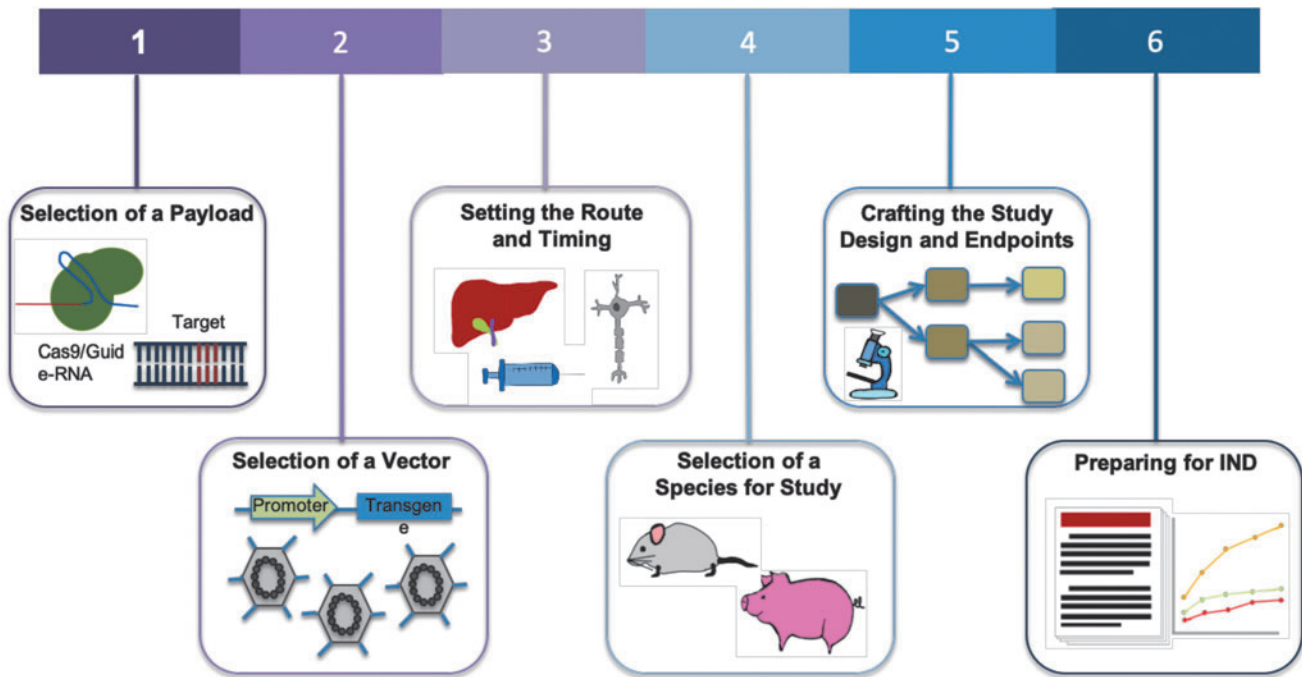 1
2
3
4
5
6
Selection of a Payload
Target
Cas9/Guid
e-RNA
Selection of a Vector
Promoter
Transgen
e
Setting the Route
and Timing
Selection of a
Species for Study
Crafting the Study
Design and Endpoints
Preparing for IND